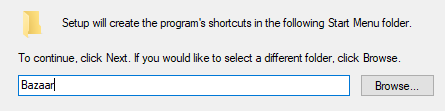 Setup will create the program's shortcuts in the following Start Menu folder.
To continue, click Next. If you would like to select a different folder, click Browse.
Bazaar
Browse...